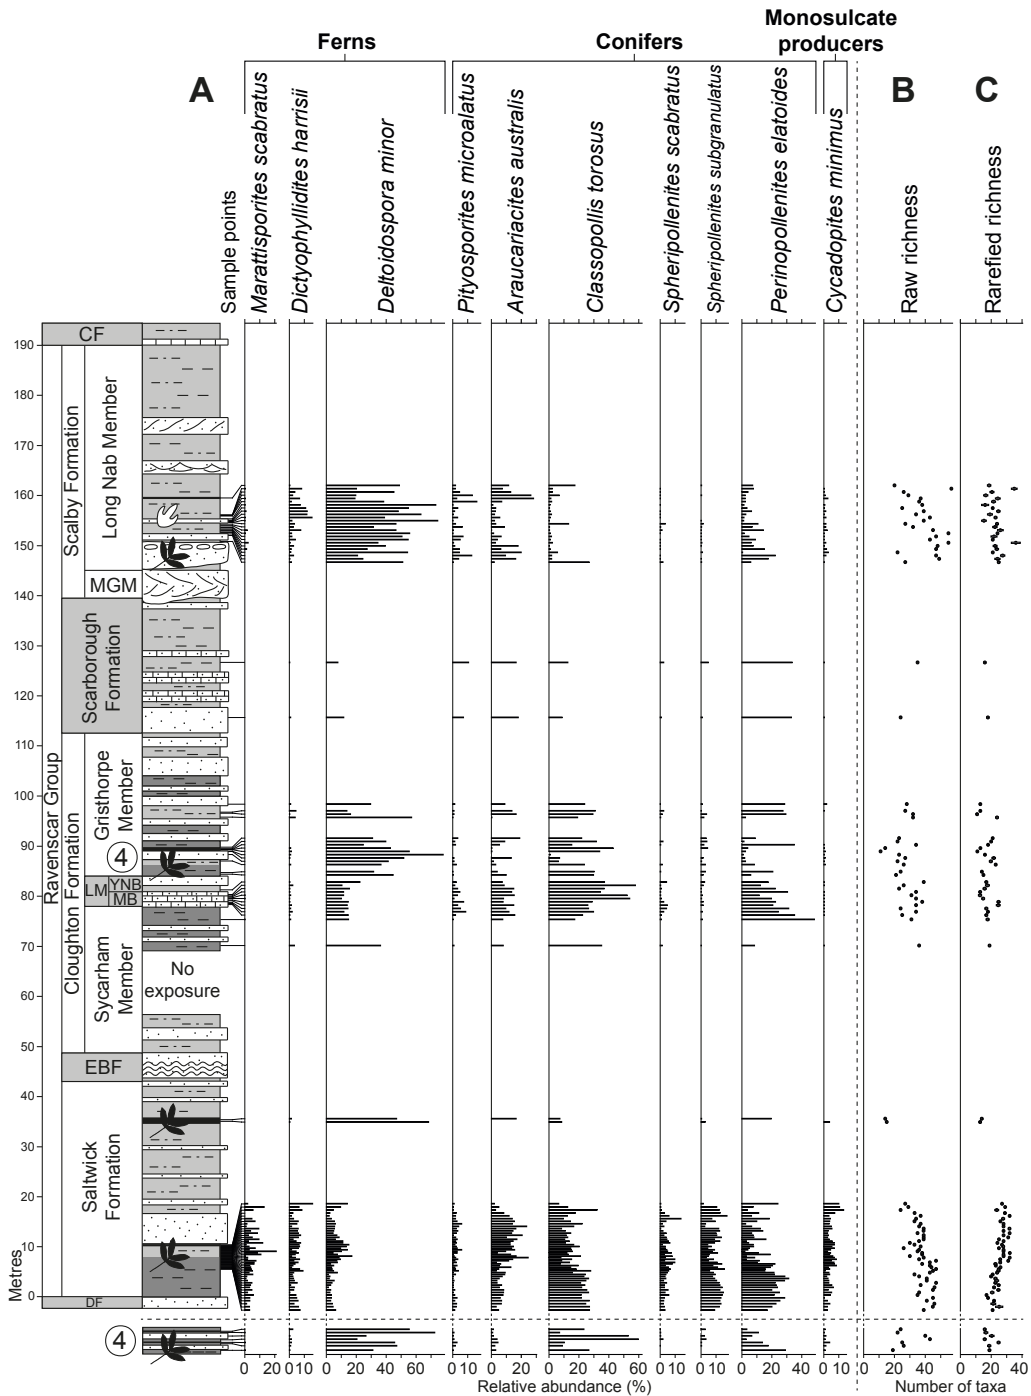 Ferns
Conifers
Monosulcate
producers
A
B
C
Sample points
Marattisporites scabratus
Dictyophyllidites harrisii
Deltoidospora minor
Pityosporites microalatus
Araucariacites australis
Classopollis torosus
Spheripollenites scabratus
Spheripollenites subgranulatus
Perinopollenites elatoides
Cycadopites minimus
Raw richness
Rarefied richness
190
180
170
160
150
140
130
120
110
100
90
80
70
60
50
40
30
20
10
0
Metres
Ravenscar Group
CF
Scalby Formation
Long Nab Member
MGM
Scarborough
Formation
Cloughton Formation
Gristhorpe
Member
4
LM
YNB
MB
Sycarham
Member
No
exposure
EBF
Saltwick
Formation
DF
4
0 10
0 10
0 20 40 60
0 10
0 10 20 30
0 20 40 60
0 10
0 10
0 20 40
0 10
0 20 40
0 20 40
Relative abundance (%)
Number of taxa